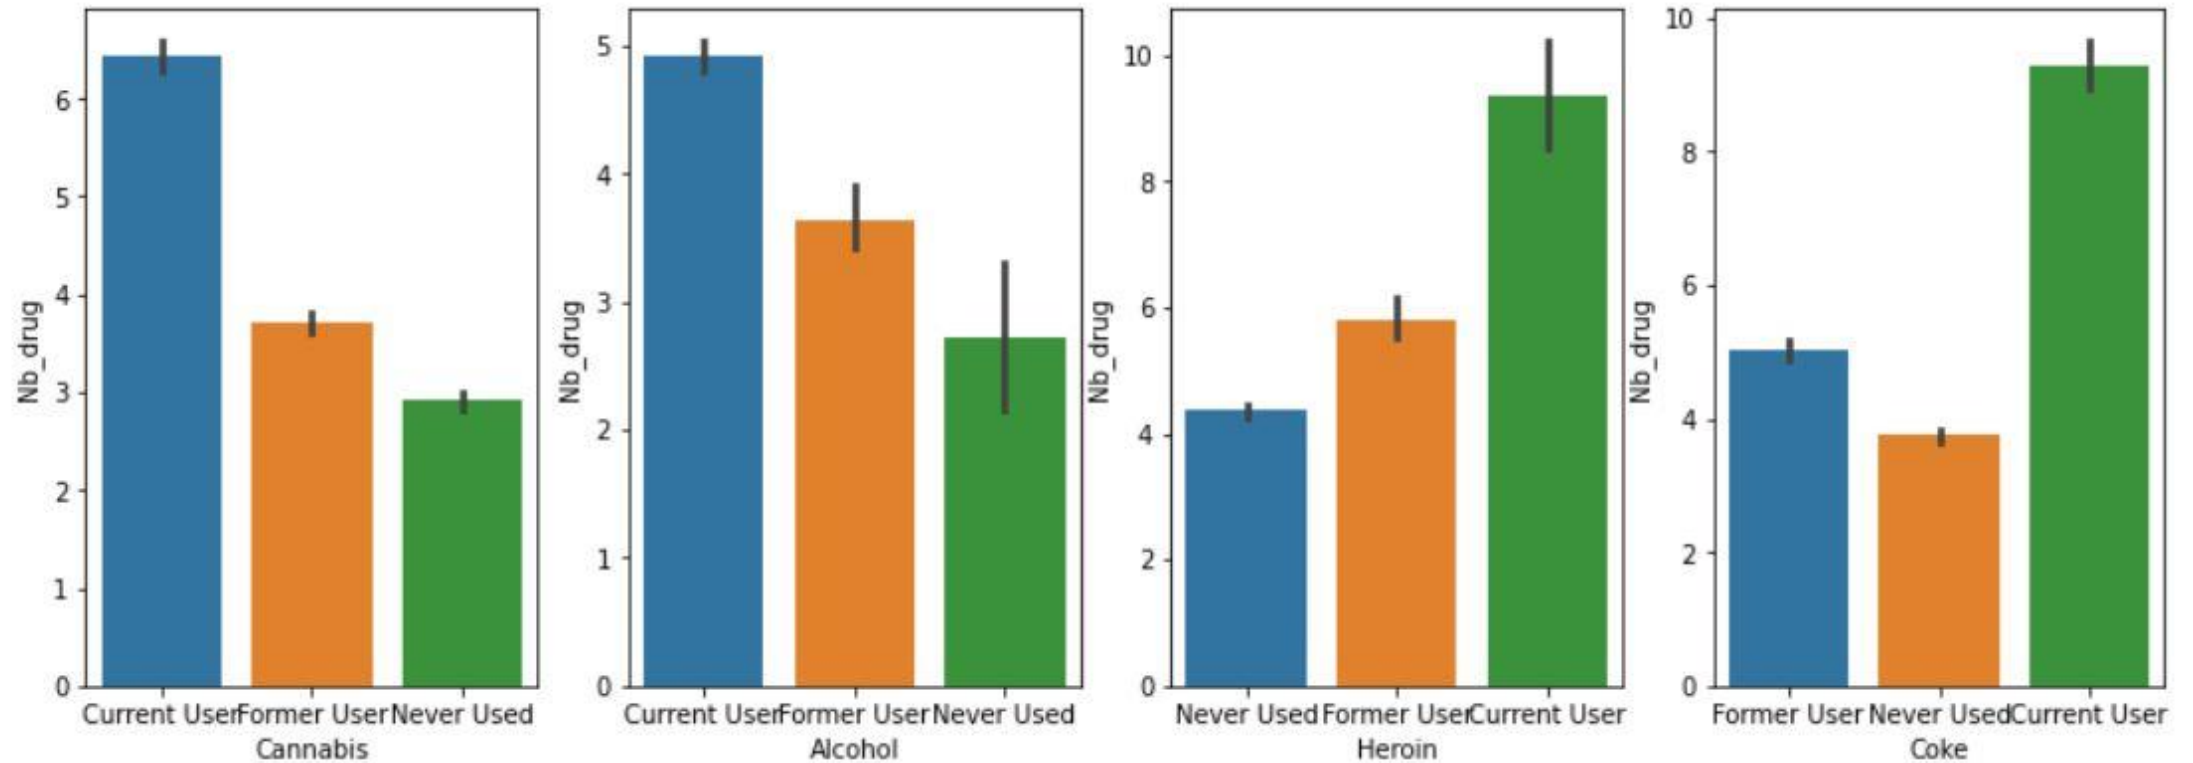 Nb_drug
6
5
4
3
2
1
0
Current User Former User Never Used
Cannabis
Nb_drug
5
4
3
2
1
0
Current User Former User Never Used
Alcohol
Nb_drug
10
8
6
4
2
0
Never Used Former User Current User
Heroin
Nb_drug
10
8
6
4
2
0
Former User Never Used Current User
Coke